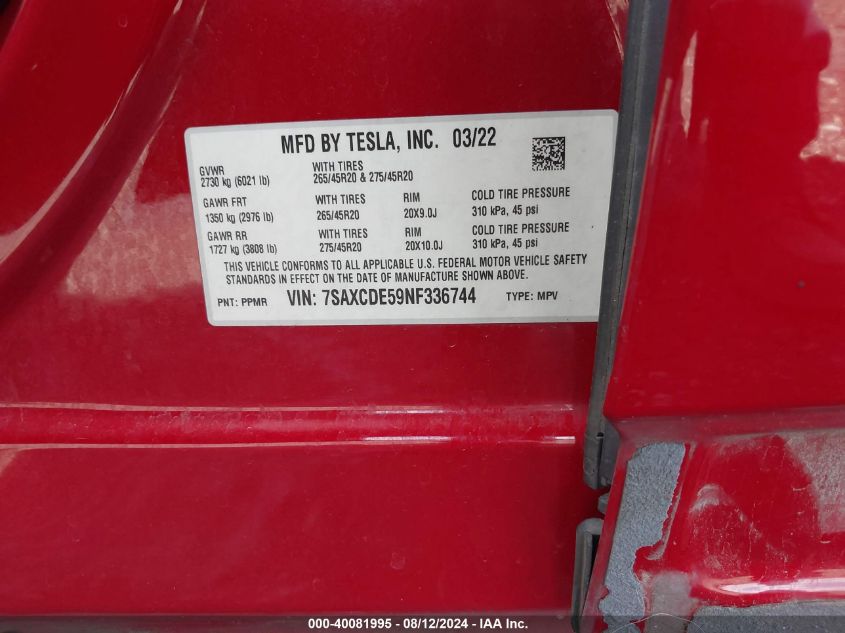 MFD BY TESLA, INC. 03/22
GVWR WITH TIRES
2730 kg (6021 lb) 265/45R20 & 275/45R20
GAWR FRT WITH TIRES RIM COLD TIRE PRESSURE
1350 kg (2976 lb) 265/45R20 20X9.0J 310 kPa, 45 psi
GAWR RR WITH TIRES RIM COLD TIRE PRESSURE
1727 kg (3808 lb) 275/45R20 20X10.0J 310 kPa, 45 psi
THIS VEHICLE CONFORMS TO ALL APPLICABLE U.S. FEDERAL MOTOR VEHICLE SAFETY
STANDARDS IN EFFECT ON THE DATE OF MANUFACTURE SHOWN ABOVE.
PNT: PPMR VIN: 7SAXCDE59NF336744 TYPE: MPV
000-40081995 - 08/12/2024 - IAA Inc.